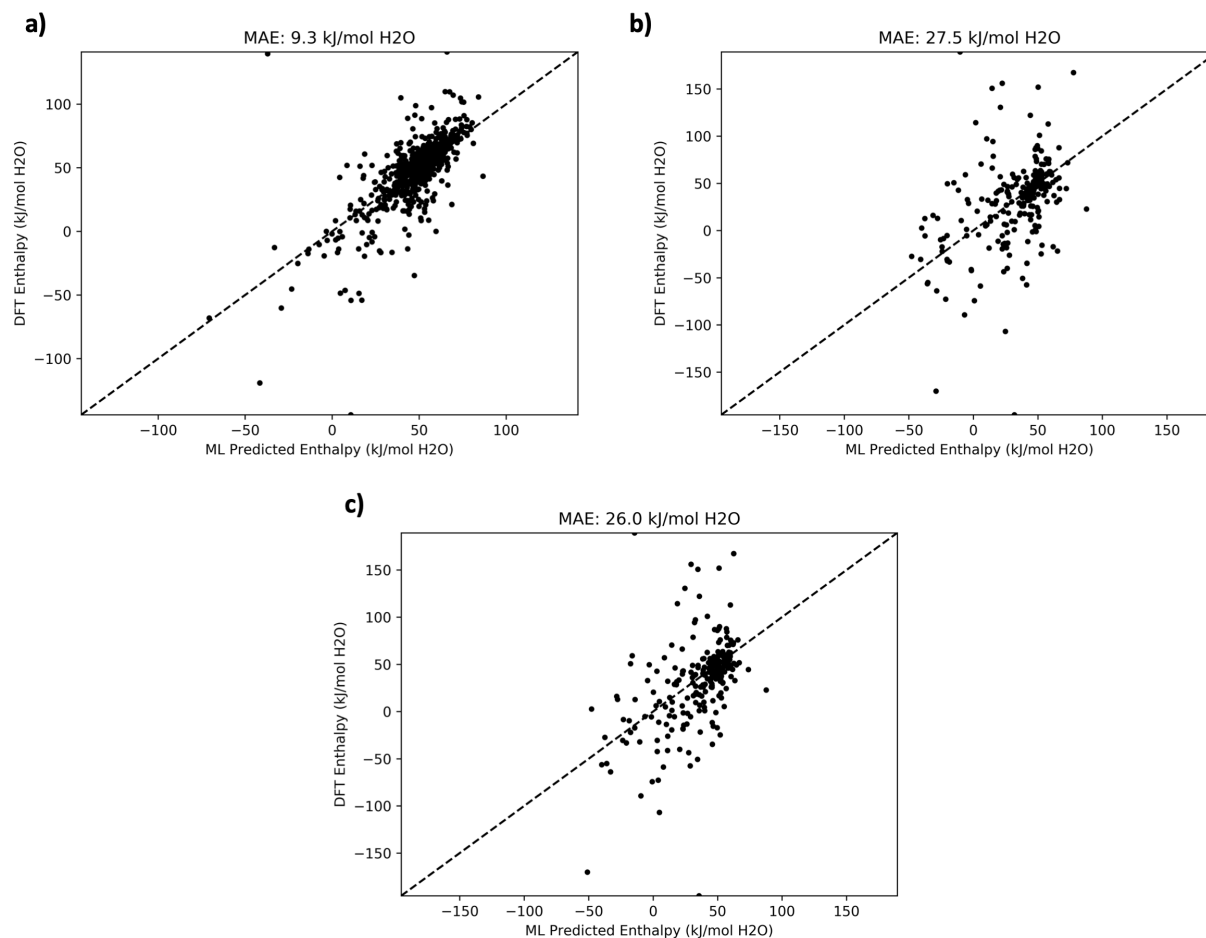 a)
MAE: 9.3 kJ/mol H2O
DFT Enthalpy (kJ/mol H2O)
100
50
0
−50
−100
−100 −50 0 50 100
ML Predicted Enthalpy (kJ/mol H2O)
b)
MAE: 27.5 kJ/mol H2O
DFT Enthalpy (kJ/mol H2O)
150
100
50
0
−50
−100
−150
−150 −100 −50 0 50 100 150
ML Predicted Enthalpy (kJ/mol H2O)
c)
MAE: 26.0 kJ/mol H2O
DFT Enthalpy (kJ/mol H2O)
150
100
50
0
−50
−100
−150
−150 −100 −50 0 50 100 150
ML Predicted Enthalpy (kJ/mol H2O)